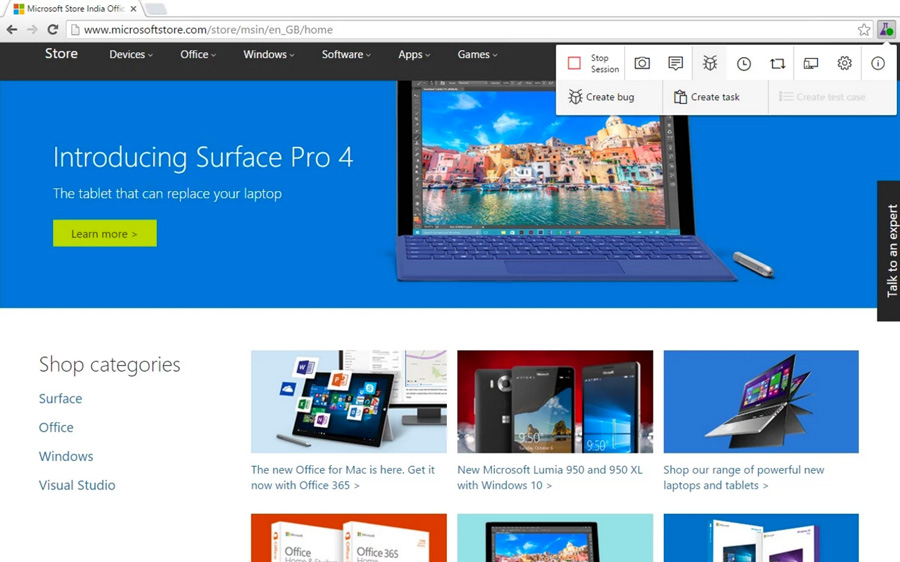 Microsoft Store India Offic
www.microsoftstore.com/store/msin/en_GB/home
Store
Devices
Office
Windows
Software
Apps
Games
Stop
Session
Create bug
Create task
Create test case
Introducing Surface Pro 4
The tablet that can replace your laptop
Learn more >
Talk to an expert
Shop categories
Surface
Office
Windows
Visual Studio
9:50
9:50
The new Office for Mac is here. Get it
now with Office 365 >
New Microsoft Lumia 950 and 950 XL
with Windows 10 >
Shop our range of powerful new
laptops and tablets >
Office
Office 365